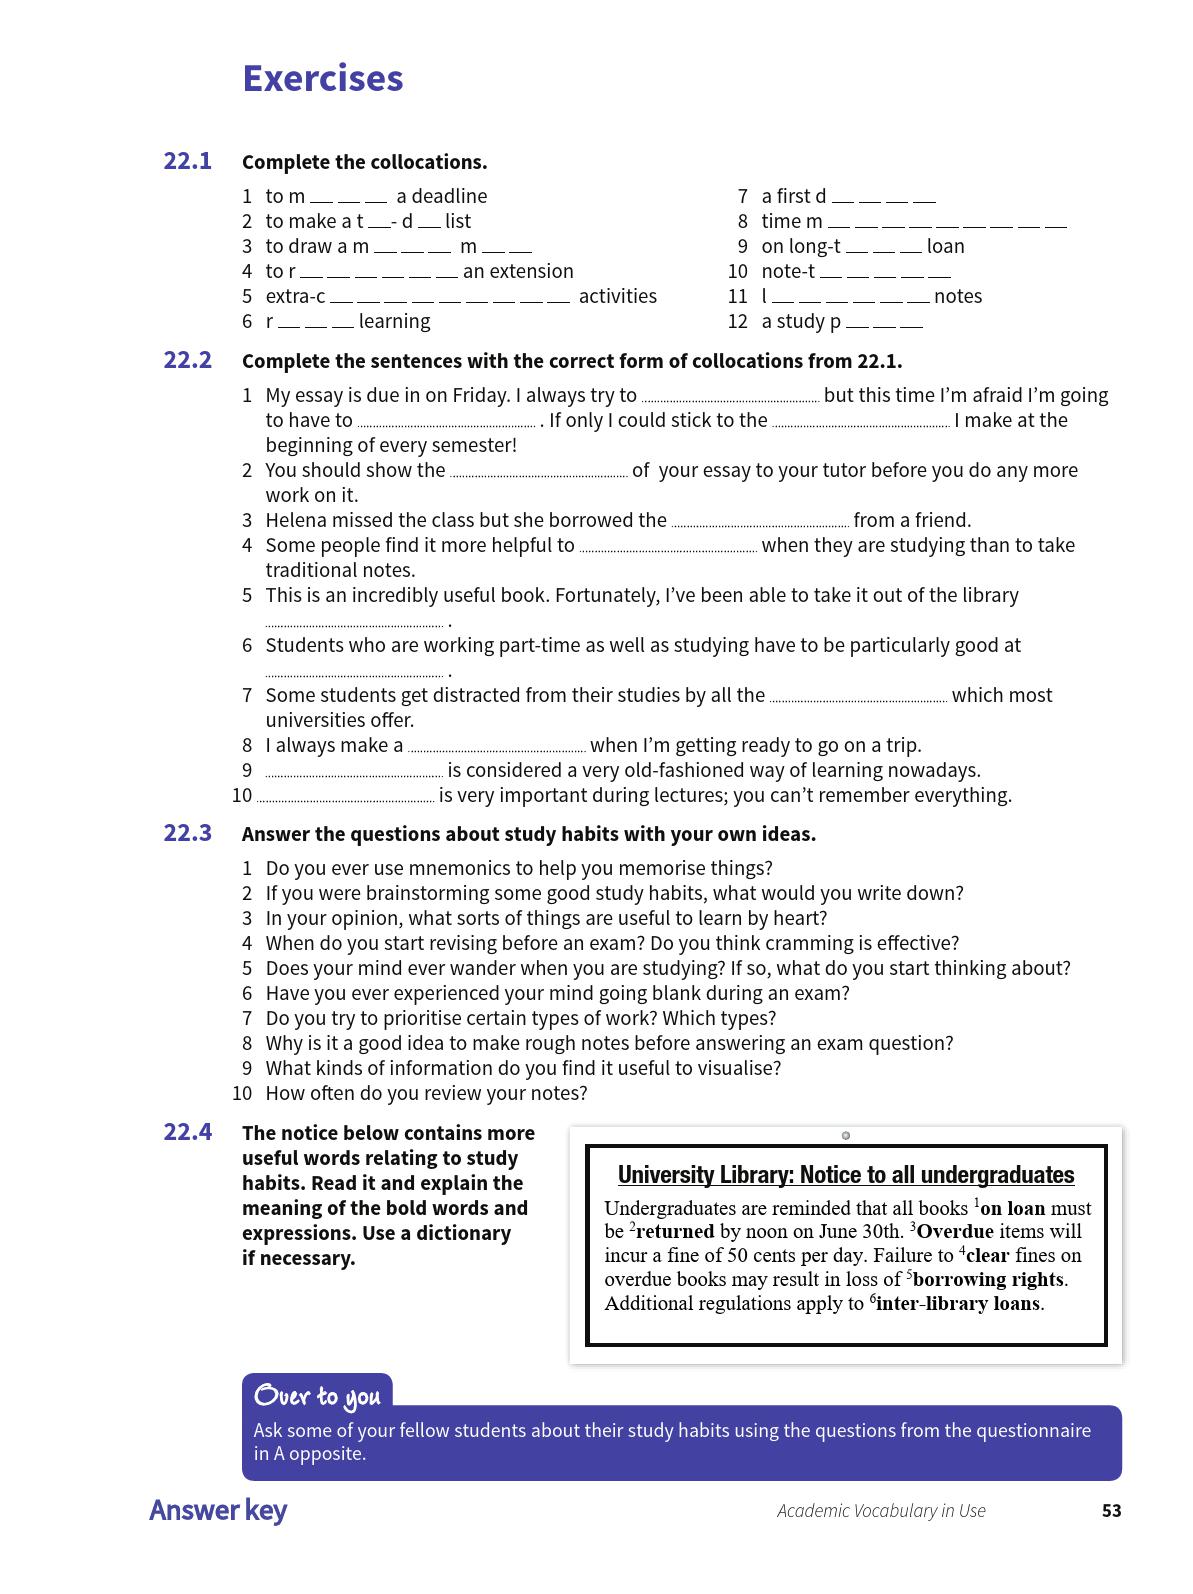 Exercises
22.1 Complete the collocations.
1 to m __ __ __ a deadline
2 to make a t __- d __ list
3 to draw a m __ __ __ m __ __
4 to r __ __ __ __ __ __ an extension
5 extra-c __ __ __ __ __ __ __ __ __ activities
6 r __ __ __ learning
7 a first d __ __ __ __
8 time m __ __ __ __ __ __ __ __ __
9 on long-t __ __ __ loan
10 note-t __ __ __ __ __
11 l __ __ __ __ __ __ notes
12 a study p __ __ __
22.2 Complete the sentences with the correct form of collocations from 22.1.
1 My essay is due in on Friday. I always try to .................... but this time I'm afraid I'm going
to have to .................... . If only I could stick to the .................... I make at the
beginning of every semester!
2 You should show the .................... of your essay to your tutor before you do any more
work on it.
3 Helena missed the class but she borrowed the .................... from a friend.
4 Some people find it more helpful to .................... when they are studying than to take
traditional notes.
5 This is an incredibly useful book. Fortunately, I've been able to take it out of the library
.................... .
6 Students who are working part-time as well as studying have to be particularly good at
.................... .
7 Some students get distracted from their studies by all the .................... which most
universities offer.
8 I always make a .................... when I'm getting ready to go on a trip.
9 .................... is considered a very old-fashioned way of learning nowadays.
10 .................... is very important during lectures; you can't remember everything.
22.3 Answer the questions about study habits with your own ideas.
1 Do you ever use mnemonics to help you memorise things?
2 If you were brainstorming some good study habits, what would you write down?
3 In your opinion, what sorts of things are useful to learn by heart?
4 When do you start revising before an exam? Do you think cramming is effective?
5 Does your mind ever wander when you are studying? If so, what do you start thinking about?
6 Have you ever experienced your mind going blank during an exam?
7 Do you try to prioritise certain types of work? Which types?
8 Why is it a good idea to make rough notes before answering an exam question?
9 What kinds of information do you find it useful to visualise?
10 How often do you review your notes?
22.4 The notice below contains more
useful words relating to study
habits. Read it and explain the
meaning of the bold words and
expressions. Use a dictionary
if necessary.
University Library: Notice to all undergraduates
Undergraduates are reminded that all books 1on loan must
be 2returned by noon on June 30th. 3Overdue items will
incur a fine of 50 cents per day. Failure to 4clear fines on
overdue books may result in loss of 5borrowing rights.
Additional regulations apply to 6inter-library loans.
Over to you
Ask some of your fellow students about their study habits using the questions from the questionnaire
in A opposite.
Answer key
Academic Vocabulary in Use 53